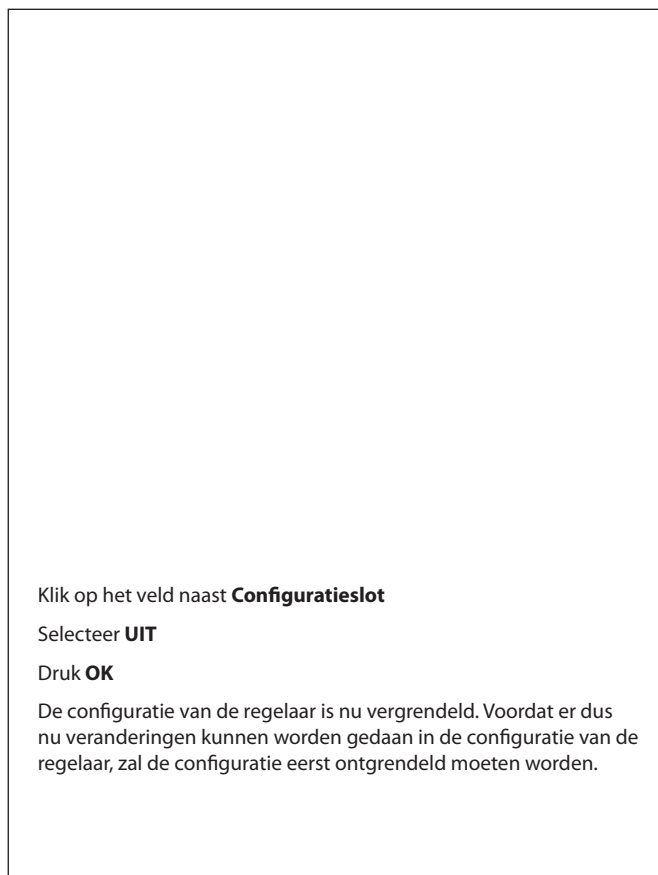 Klik op het veld naast Configuratieslot
Selecteer UIT
Druk OK
De configuratie van de regelaar is nu vergrendeld. Voordat er dus
nu veranderingen kunnen worden gedaan in de configuratie van de
regelaar, zal de configuratie eerst ontgrendeld moeten worden.